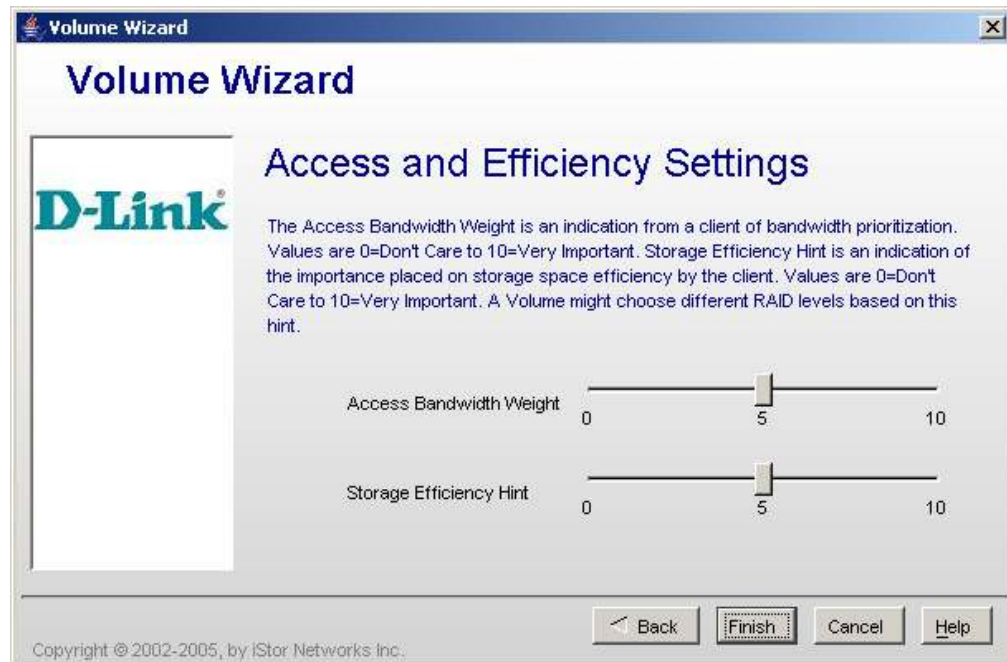 Volume Wizard
Volume Wizard
D-Link
Access and Efficiency Settings
The Access Bandwidth Weight is an indication from a client of bandwidth prioritization.
Values are 0=Don't Care to 10=Very Important. Storage Efficiency Hint is an indication of
the importance placed on storage space efficiency by the client. Values are 0=Don't
Care to 10=Very Important. A Volume might choose different RAID levels based on this
hint.
Access Bandwidth Weight
0 5 10
Storage Efficiency Hint
0 5 10
Back Finish Cancel Help
Copyright © 2002-2005, by iStor Networks Inc.